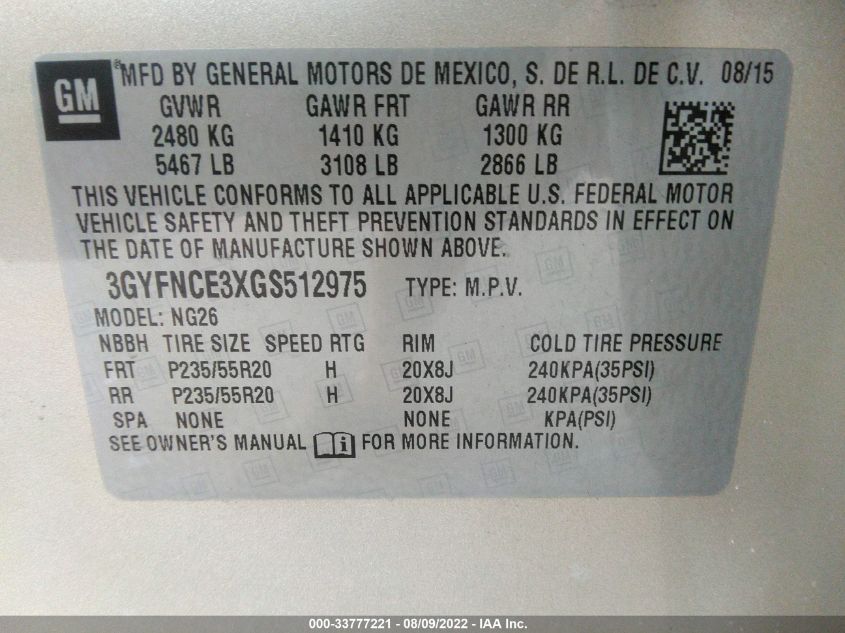 GM ® MFD BY GENERAL MOTORS DE MEXICO, S. DE R.L. DE C.V. 08/15
GVWR GAWR FRT GAWR RR
2480 KG 1410 KG 1300 KG
5467 LB 3108 LB 2866 LB
THIS VEHICLE CONFORMS TO ALL APPLICABLE U.S. FEDERAL MOTOR
VEHICLE SAFETY AND THEFT PREVENTION STANDARDS IN EFFECT ON
THE DATE OF MANUFACTURE SHOWN ABOVE.
3GYFNCE3XGS512975 TYPE: M.P.V.
MODEL: NG26
NBBH TIRE SIZE SPEED RTG RIM COLD TIRE PRESSURE
FRT P235/55R20 H 20X8J 240KPA(35PSI)
RR P235/55R20 H 20X8J 240KPA(35PSI)
SPA NONE NONE KPA(PSI)
SEE OWNER'S MANUAL i FOR MORE INFORMATION.
000-33777221 - 08/09/2022 - IAA Inc.